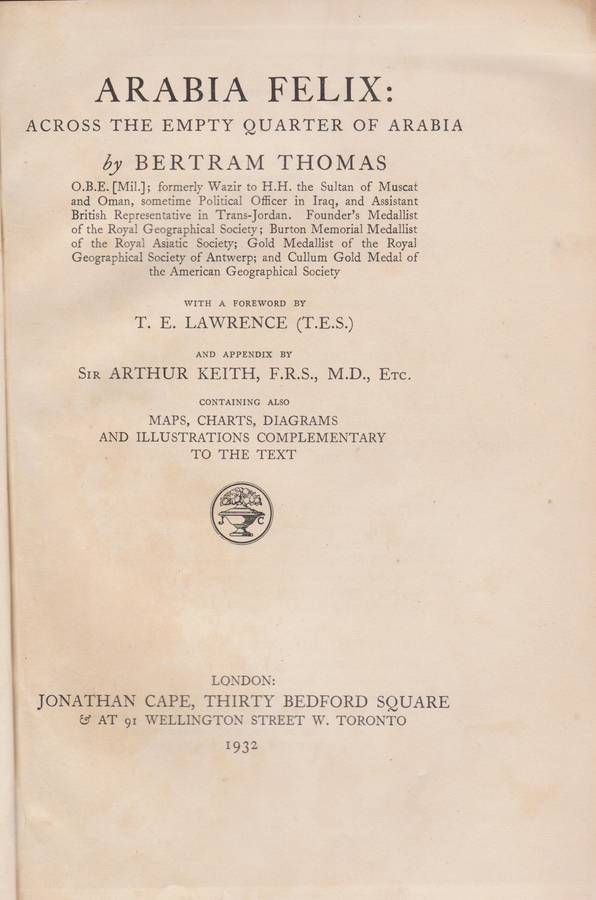 ARABIA FELIX:
ACROSS THE EMPTY QUARTER OF ARABIA
by BERTRAM THOMAS
O.B.E. [Mil.]; formerly Wazir to H.H. the Sultan of Muscat
and Oman, sometime Political Officer in Iraq, and Assistant
British Representative in Trans-Jordan. Founder's Medallist
of the Royal Geographical Society; Burton Memorial Medallist
of the Royal Asiatic Society; Gold Medallist of the Royal
Geographical Society of Antwerp; and Cullum Gold Medal of
the American Geographical Society
WITH A FOREWORD BY
T. E. LAWRENCE (T.E.S.)
AND APPENDIX BY
SIR ARTHUR KEITH, F.R.S., M.D., ETC.
CONTAINING ALSO
MAPS, CHARTS, DIAGRAMS
AND ILLUSTRATIONS COMPLEMENTARY
TO THE TEXT
J C
LONDON:
JONATHAN CAPE, THIRTY BEDFORD SQUARE
& AT 91 WELLINGTON STREET W. TORONTO
1932